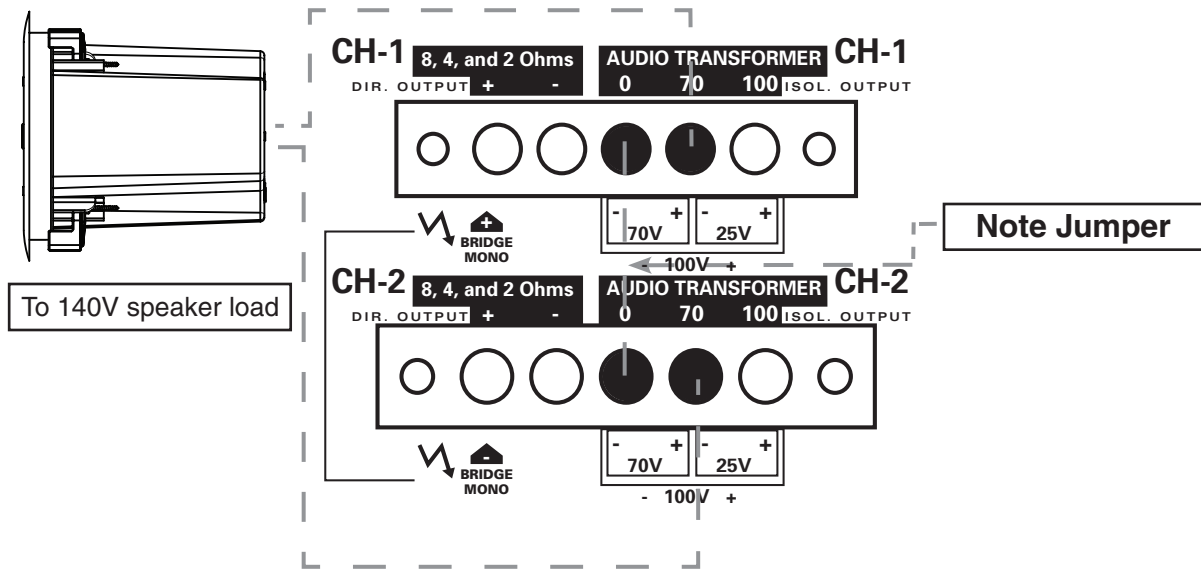 CH-1 8, 4, and 2 Ohms AUDIO TRANSFORMER CH-1
DIR. OUTPUT + - 0 70 100 ISOL. OUTPUT
- + - +
+ 70V 25V
BRIDGE
MONO
- 100V +
Note Jumper
CH-2 8, 4, and 2 Ohms AUDIO TRANSFORMER CH-2
To 140V speaker load
DIR. OUTPUT + - 0 70 100 ISOL. OUTPUT
- + - +
- 70V 25V
BRIDGE
MONO
- 100V +